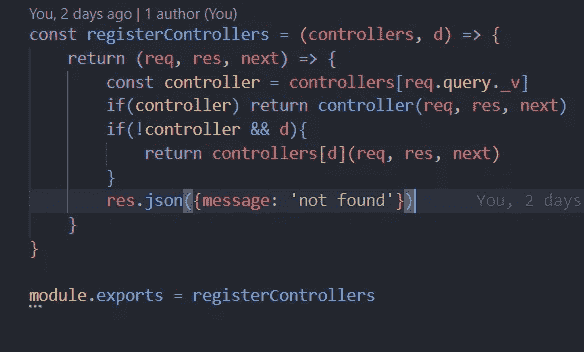 You, 2 days ago | 1 author (You)
const registerControllers = (controllers, d) => {
return (req, res, next) => {
const controller = controllers[req.query._v]
if(controller) return controller(req, res, next)
if(!controller && d){
return controllers[d](req, res, next)
}
res.json({message: 'not found'}) You, 2 days
}
}
module.exports = registerControllers